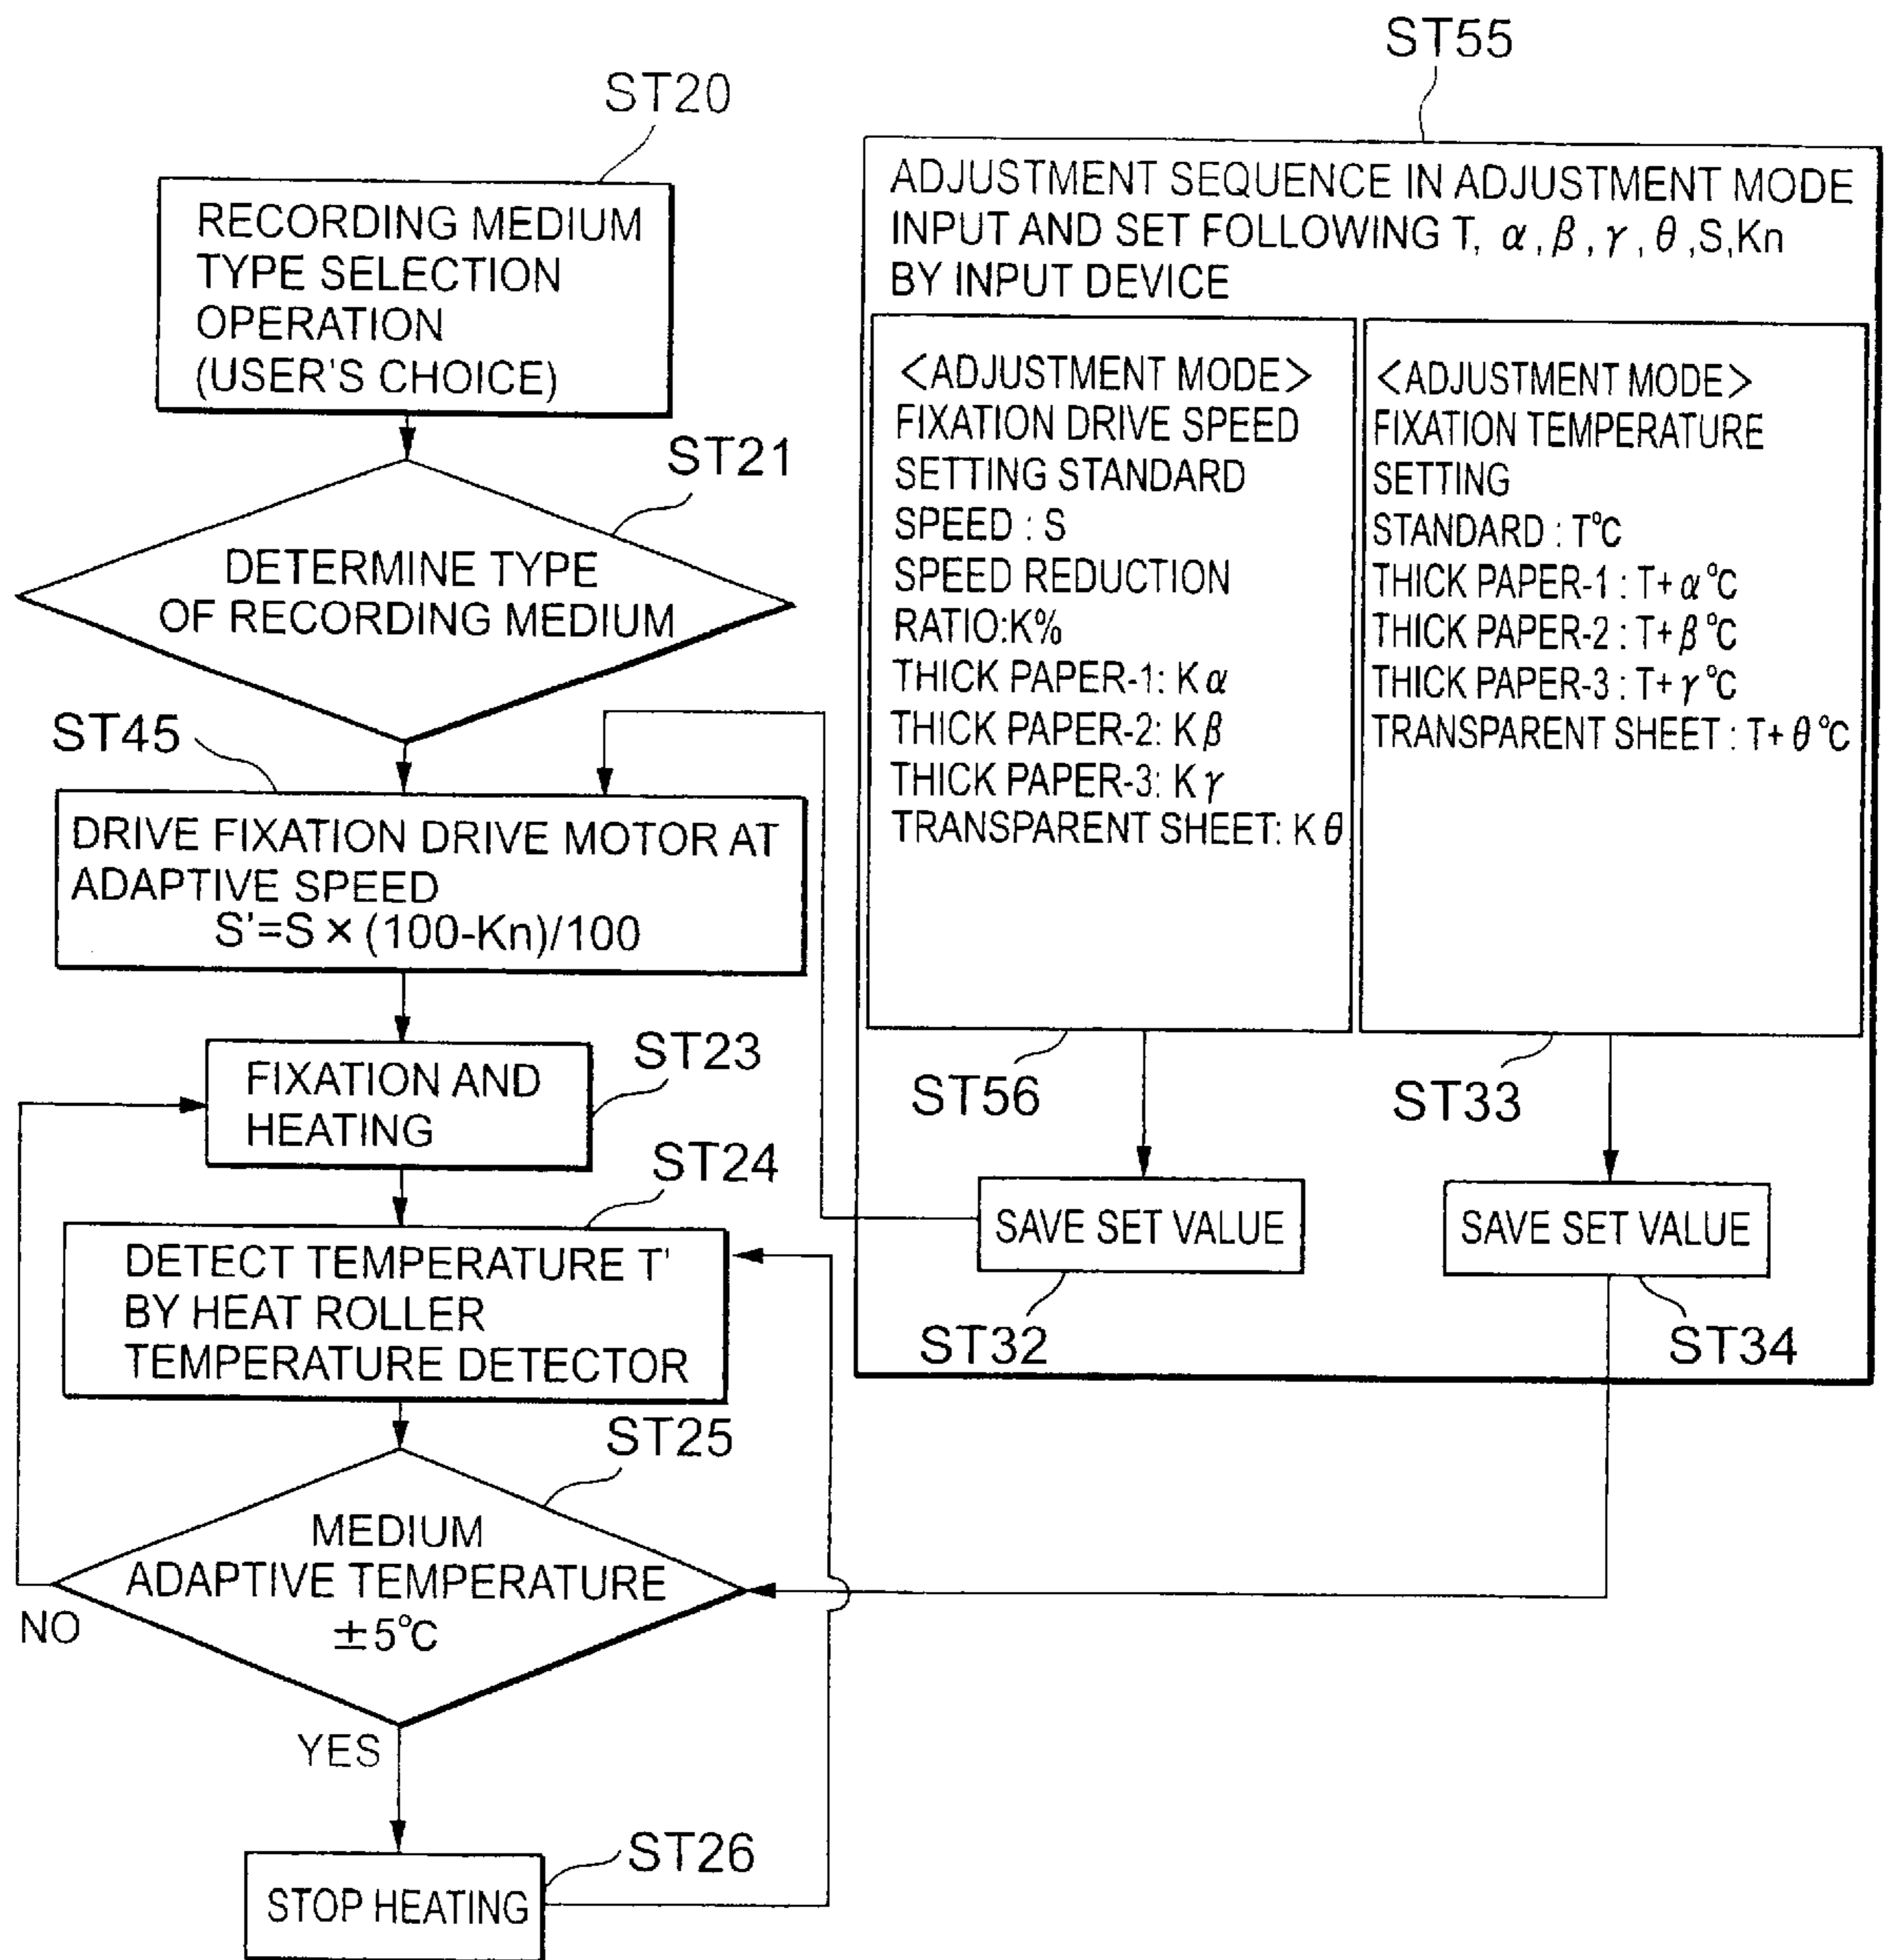 ST20
RECORDING MEDIUM
TYPE SELECTION
OPERATION
(USER'S CHOICE)
ST21
DETERMINE TYPE
OF RECORDING MEDIUM
ST45
DRIVE FIXATION DRIVE MOTOR AT
ADAPTIVE SPEED
S'=S×(100-Kn)/100
ST23
FIXATION AND
HEATING
ST24
DETECT TEMPERATURE T'
BY HEAT ROLLER
TEMPERATURE DETECTOR
ST25
MEDIUM
ADAPTIVE TEMPERATURE
±5°C
NO
YES
ST26
STOP HEATING
ST55
ADJUSTMENT SEQUENCE IN ADJUSTMENT MODE
INPUT AND SET FOLLOWING T, α, β, γ, θ,S,Kn
BY INPUT DEVICE
<ADJUSTMENT MODE>
FIXATION DRIVE SPEED
SETTING STANDARD
SPEED : S
SPEED REDUCTION
RATIO:K%
THICK PAPER-1: Kα
THICK PAPER-2: Kβ
THICK PAPER-3: Kγ
TRANSPARENT SHEET: Kθ
ST56
SAVE SET VALUE
ST32
<ADJUSTMENT MODE>
FIXATION TEMPERATURE
SETTING
STANDARD : T°C
THICK PAPER-1 : T+α°C
THICK PAPER-2 : T+β°C
THICK PAPER-3 : T+γ°C
TRANSPARENT SHEET : T+θ°C
ST33
SAVE SET VALUE
ST34